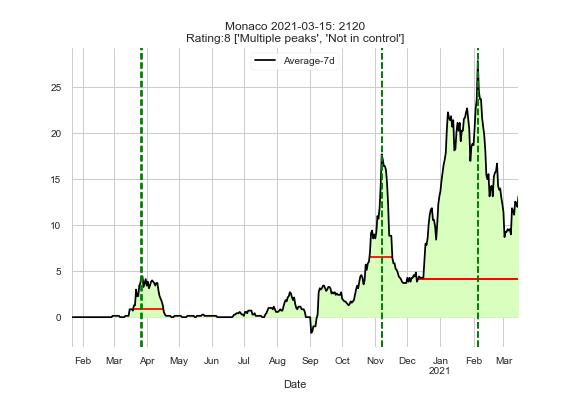 Monaco 2021-03-15: 2120
Rating:8 ['Multiple peaks', 'Not in control']
Average-7d
25
20
15
10
5
0
Feb Mar Apr May Jun Jul Aug Sep Oct Nov Dec Jan Feb Mar
2021
Date